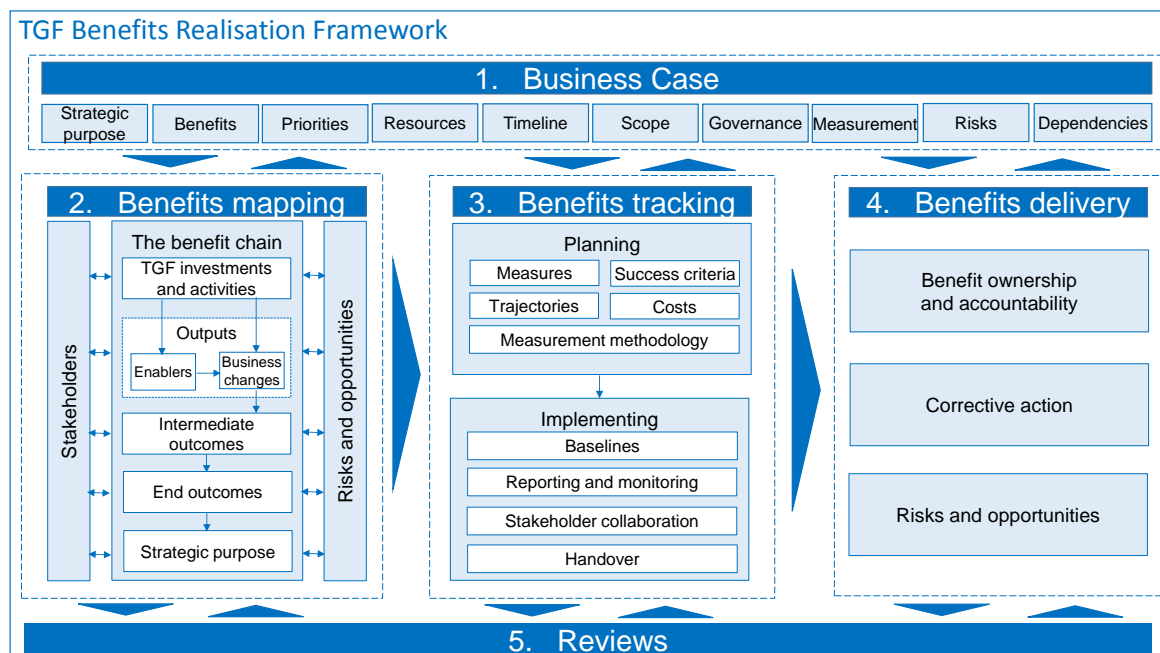 TGF Benefits Realisation Framework
1. Business Case
Strategic
purpose
Benefits
Priorities
Resources
Timeline
Scope
Governance
Measurement
Risks
Dependencies
2. Benefits mapping
Stakeholders
The benefit chain
TGF investments
and activities
Outputs
Enablers
Business
changes
Intermediate
outcomes
End outcomes
Strategic purpose
Risks and opportunities
3. Benefits tracking
Planning
Measures
Success criteria
Trajectories
Costs
Measurement methodology
Implementing
Baselines
Reporting and monitoring
Stakeholder collaboration
Handover
4. Benefits delivery
Benefit ownership
and accountability
Corrective action
Risks and opportunities
5. Reviews